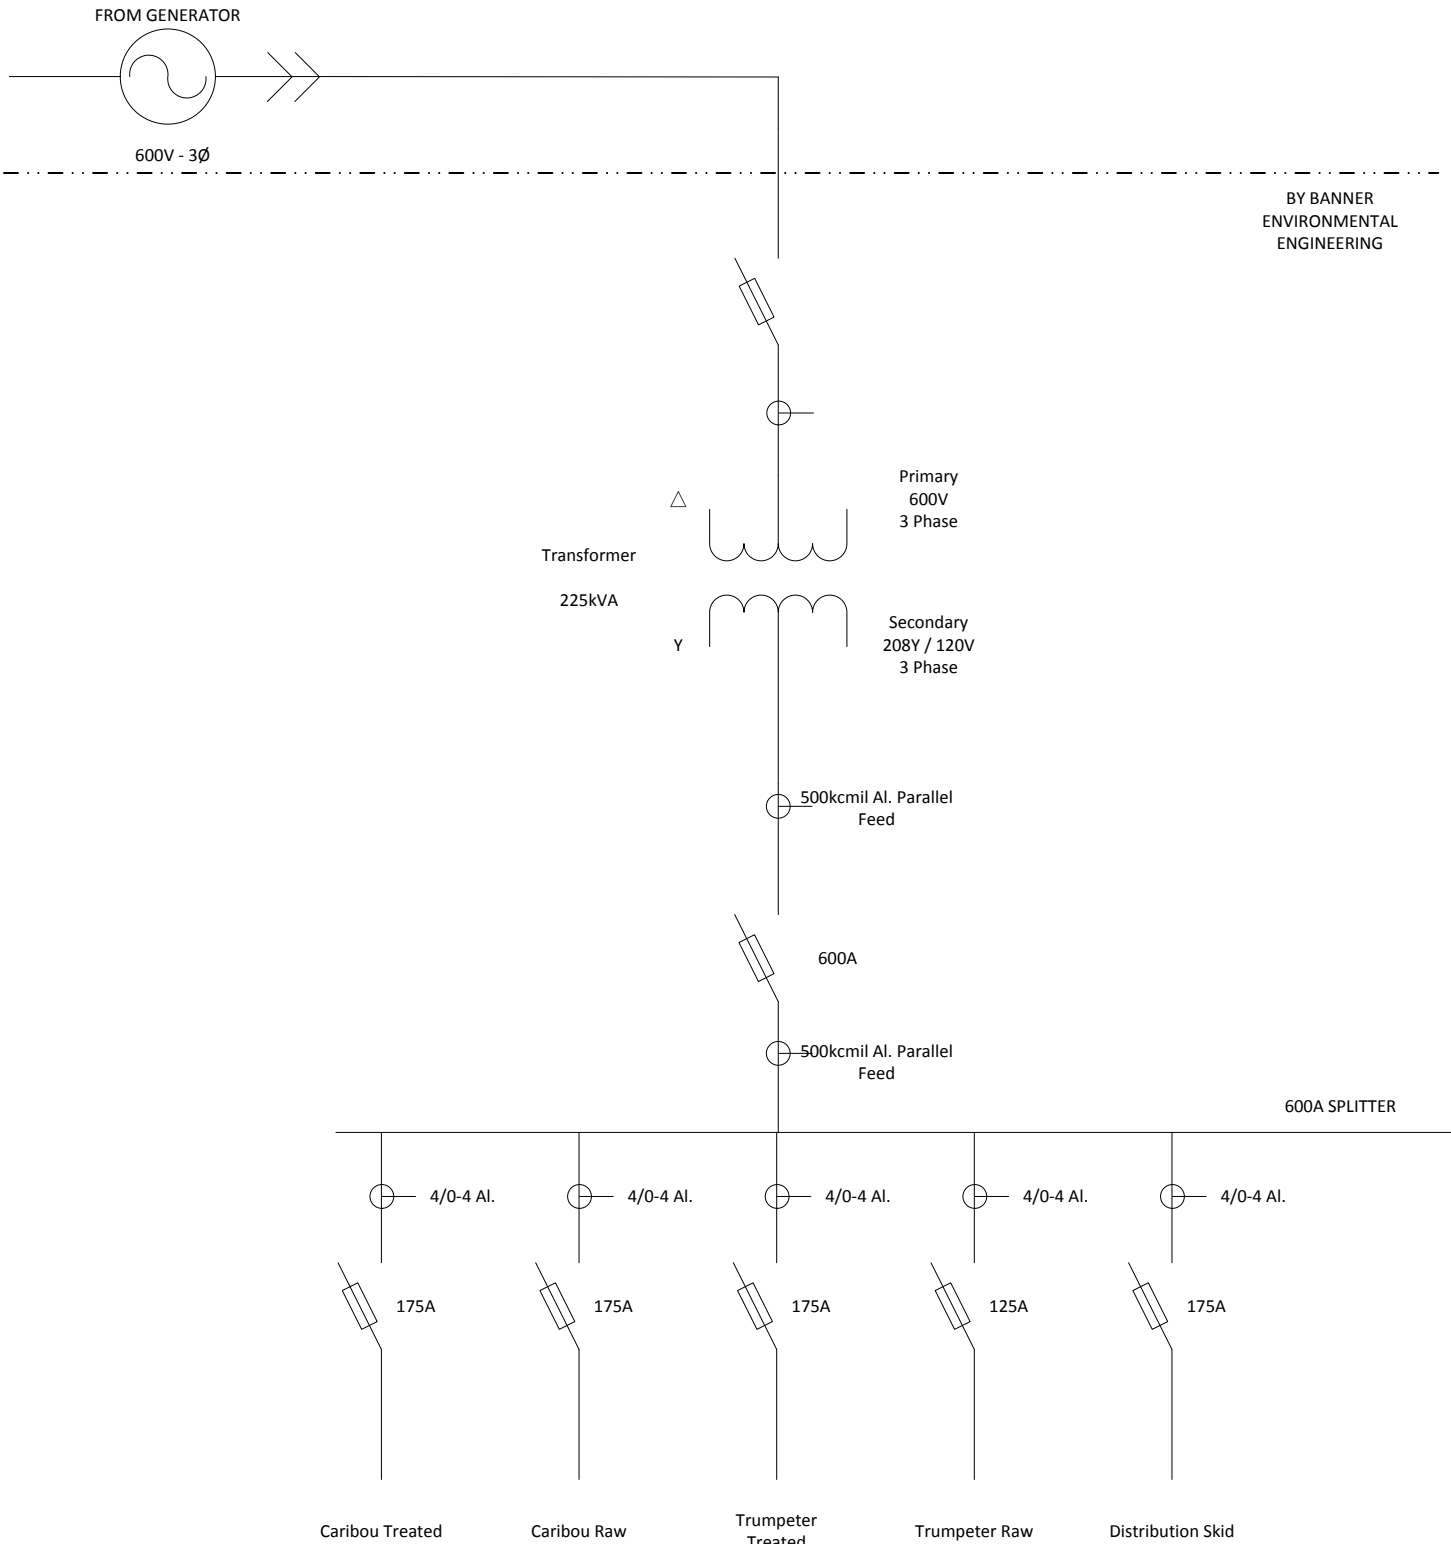 FROM GENERATOR
600V - 3Ø
BY BANNER
ENVIRONMENTAL
ENGINEERING
Primary
600V
3 Phase
△
Transformer
225kVA
Secondary
208Y / 120V
3 Phase
Y
500kcmil Al. Parallel
Feed
600A
500kcmil Al. Parallel
Feed
600A SPLITTER
4/0-4 Al.
4/0-4 Al.
4/0-4 Al.
4/0-4 Al.
4/0-4 Al.
175A
175A
175A
125A
175A
Caribou Treated
Caribou Raw
Trumpeter
Treated
Trumpeter Raw
Distribution Skid